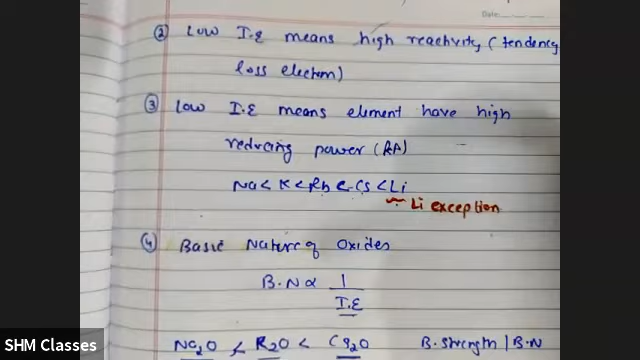 Date:
② Low I.E means high reactivity (tendency
loss electron)
③ Low I.E means element have high
reducing power (RA)
Na < K < Rb < Cs < Li
Li exception
④ Basic Nature of Oxides
B.N ∝ 1/I.E
Na2O < K2O < Cs2O B.Strength | B.N
SHM Classes